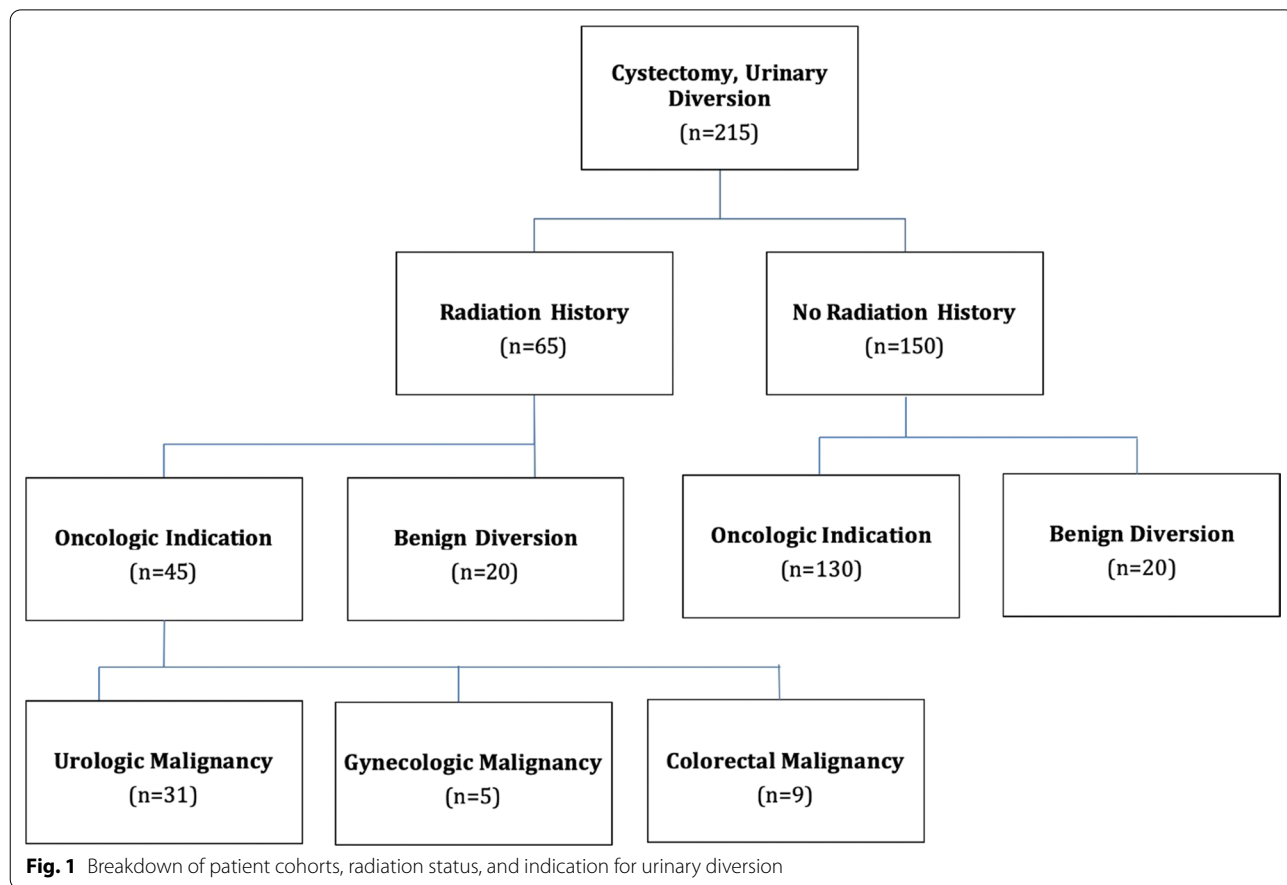 Cystectomy, Urinary
Diversion
(n=215)
Radiation History
(n=65)
No Radiation History
(n=150)
Oncologic Indication
(n=45)
Benign Diversion
(n=20)
Oncologic Indication
(n=130)
Benign Diversion
(n=20)
Urologic Malignancy
(n=31)
Gynecologic Malignancy
(n=5)
Colorectal Malignancy
(n=9)
Fig. 1 Breakdown of patient cohorts, radiation status, and indication for urinary diversion